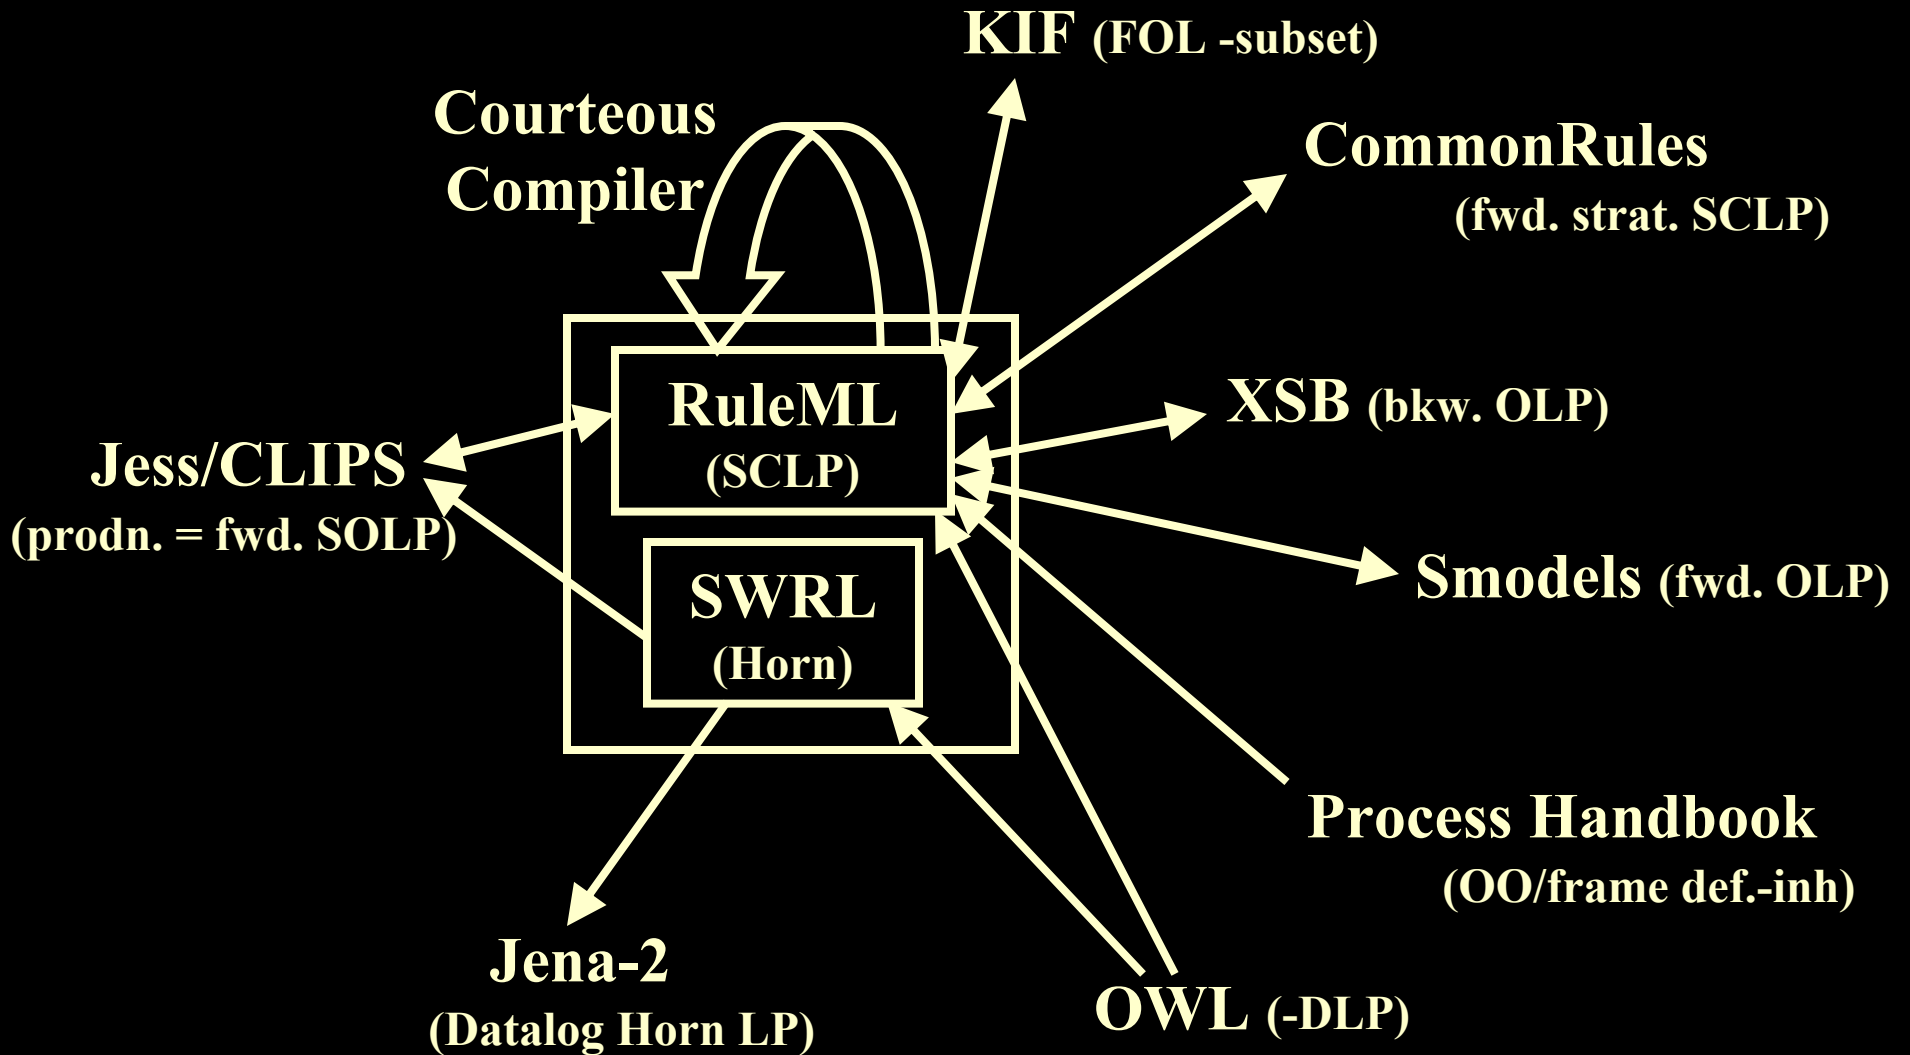 KIF (FOL -subset)
Courteous
Compiler
CommonRules
(fwd. strat. SCLP)
RuleML
(SCLP)
XSB (bkw. OLP)
Jess/CLIPS
(prodn. = fwd. SOLP)
SWRL
(Horn)
Smodels (fwd. OLP)
Process Handbook
(OO/frame def.-inh)
Jena-2
(Datalog Horn LP)
OWL (-DLP)